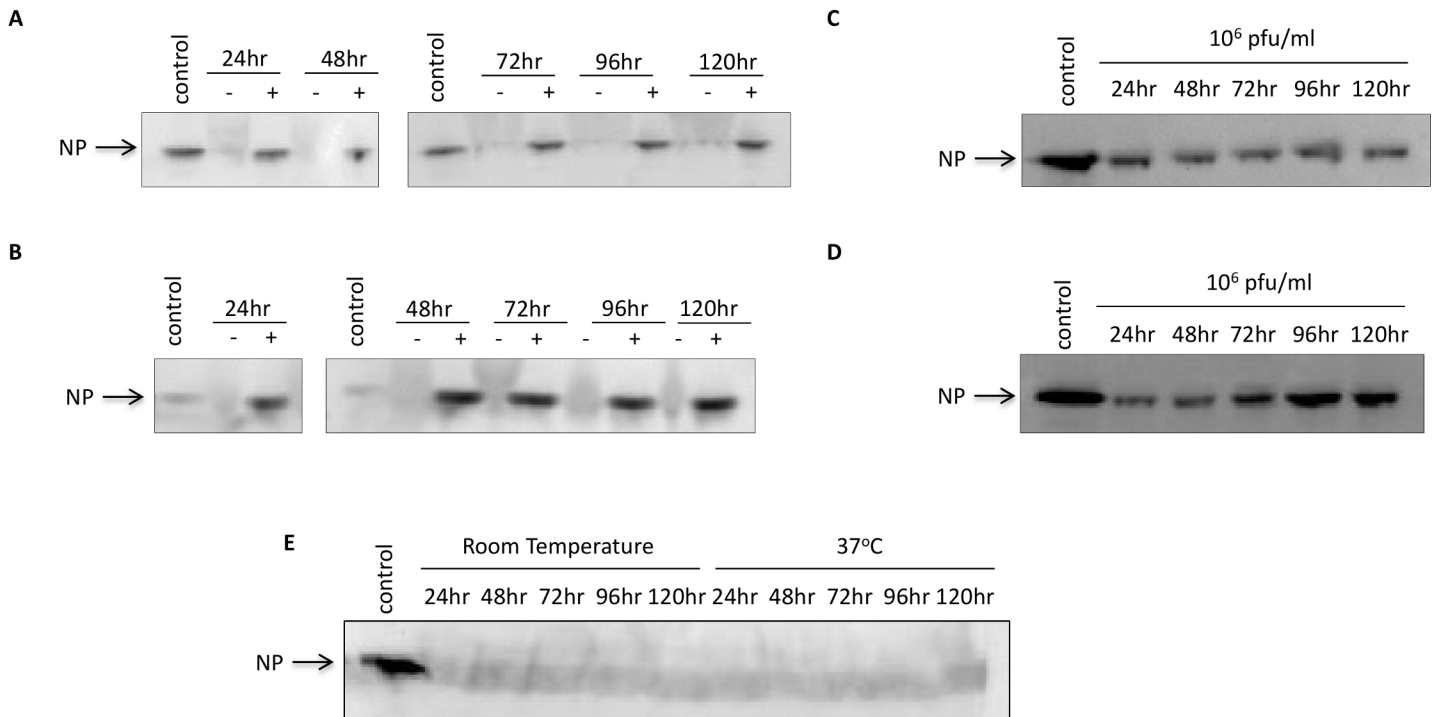 A
control
24hr
48hr
- + - +
control
72hr
96hr
120hr
- + - + - +
NP
B
control
24hr
- +
control
48hr
72hr
96hr
120hr
- + - + - + - +
NP
C
control
10⁶ pfu/ml
24hr 48hr 72hr 96hr 120hr
NP
D
control
10⁶ pfu/ml
24hr 48hr 72hr 96hr 120hr
NP
E
control
Room Temperature
37°C
24hr 48hr 72hr 96hr 120hr 24hr 48hr 72hr 96hr 120hr
NP